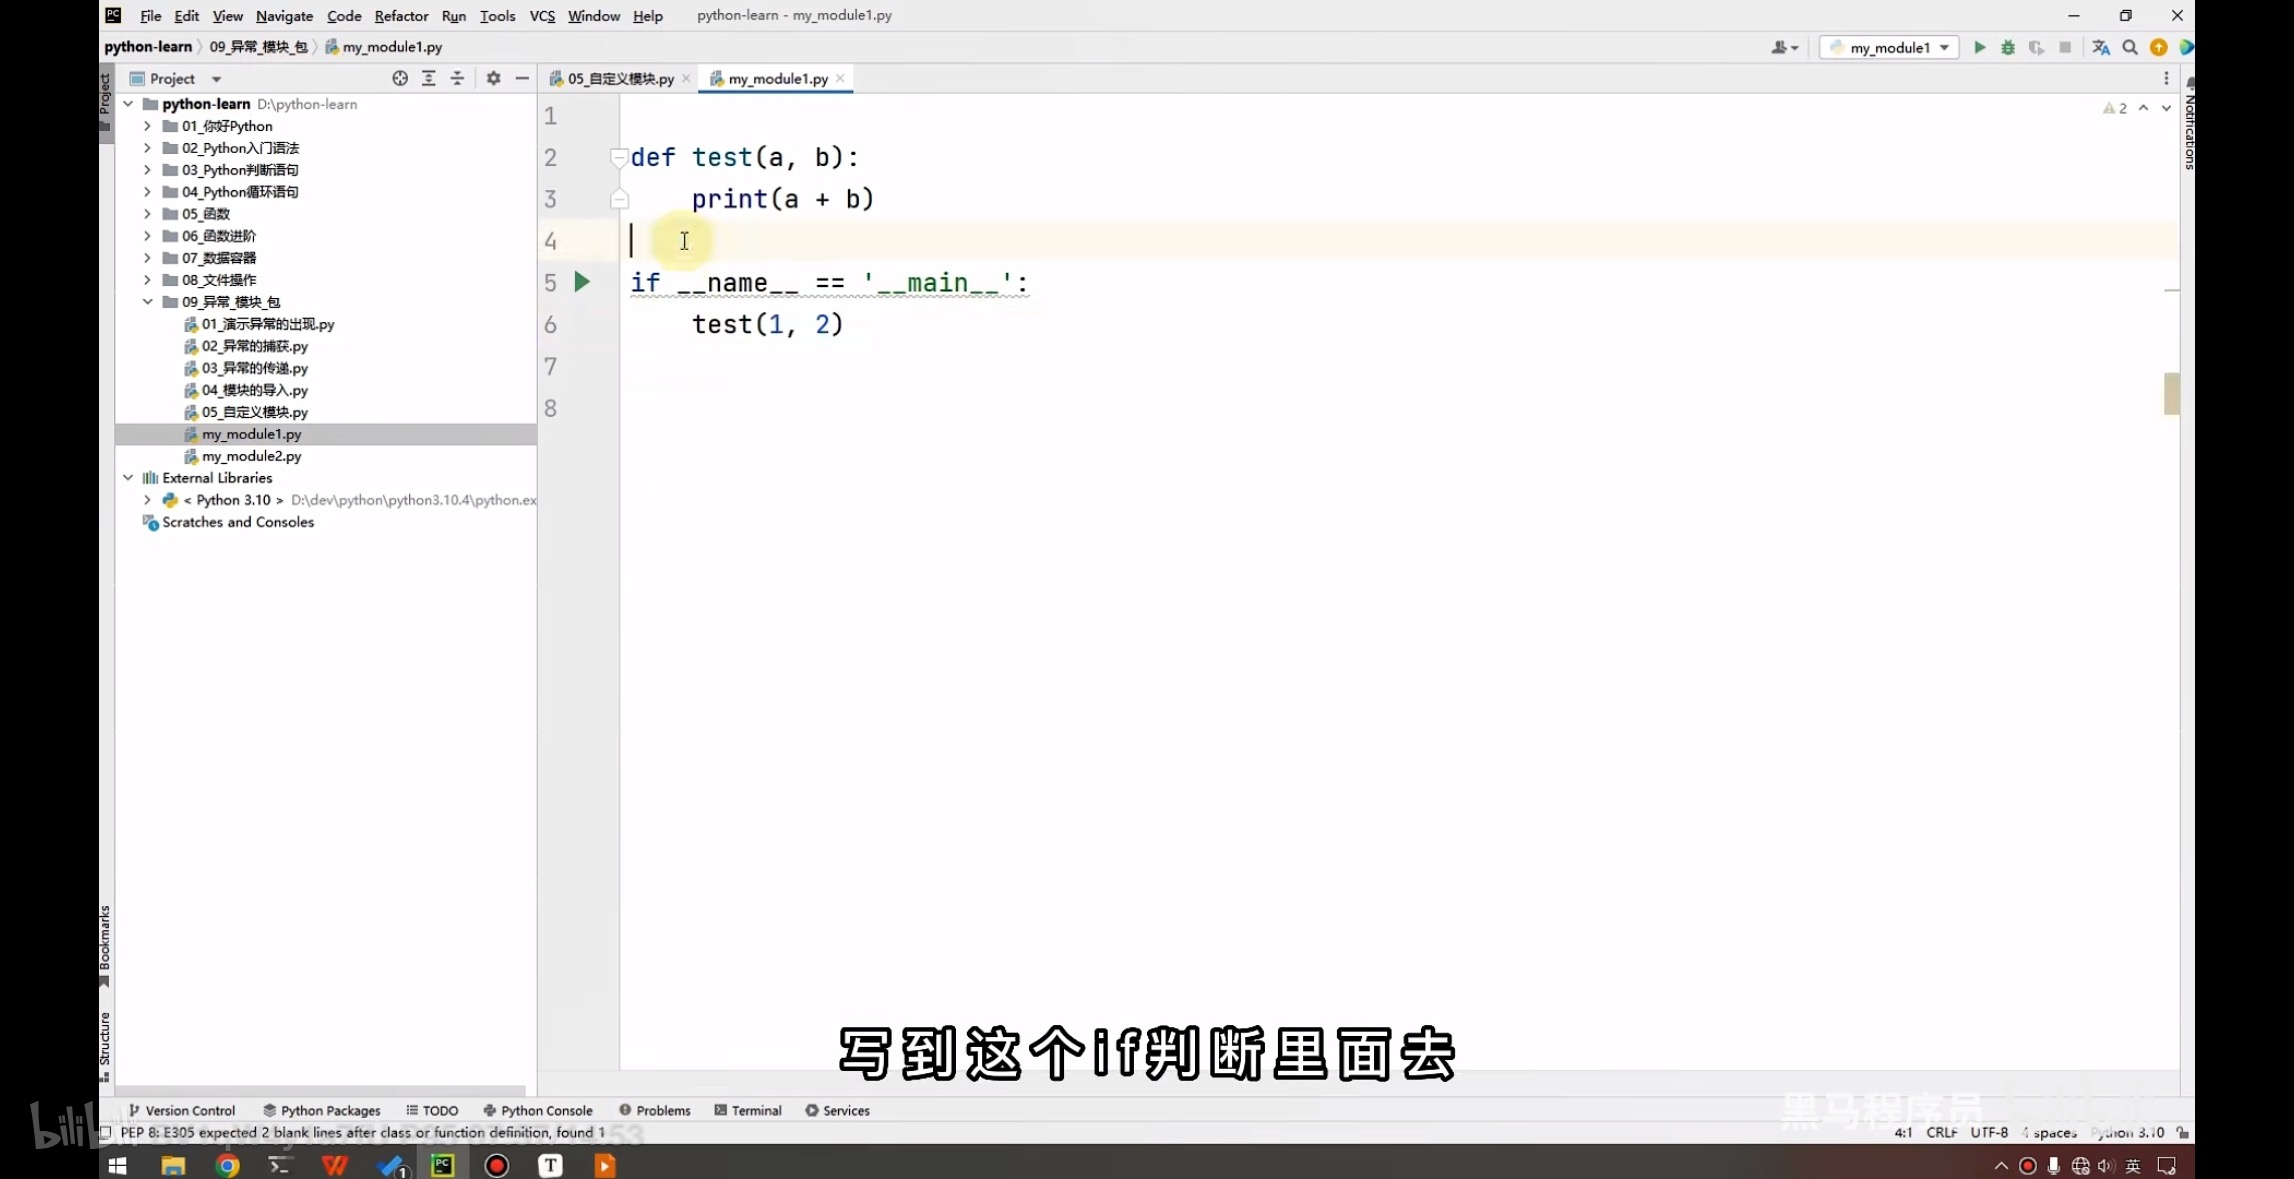 File Edit View Navigate Code Refactor Run Tools VCS Window Help python-learn - my_module1.py
python-learn 09_异常_模块_包 my_module1.py
my_module1
Project
05_自定义模块.py
my_module1.py
Project
Notifications
2
python-learn D:\python-learn
01_你好Python
02_Python入门语法
03_Python判断语句
04_Python循环语句
05_函数
06_函数进阶
07_数据容器
08_文件操作
09_异常_模块_包
01_演示异常的出现.py
02_异常的捕获.py
03_异常的传递.py
04_模块的导入.py
05_自定义模块.py
my_module1.py
my_module2.py
External Libraries
< Python 3.10 > D:\dev\python\python3.10.4\python.ex
Scratches and Consoles
1
2 def test(a, b):
3 print(a + b)
4
5 if __name__ == '__main__':
6 test(1, 2)
7
8
Bookmarks
Structure
写到这个if判断里面去
黑马程序员
Version Control Python Packages TODO Python Console Problems Terminal Services
PEP 8: E305 expected 2 blank lines after class or function definition, found 1
4:1 CRLF UTF-8 4 spaces Python 3.10
英